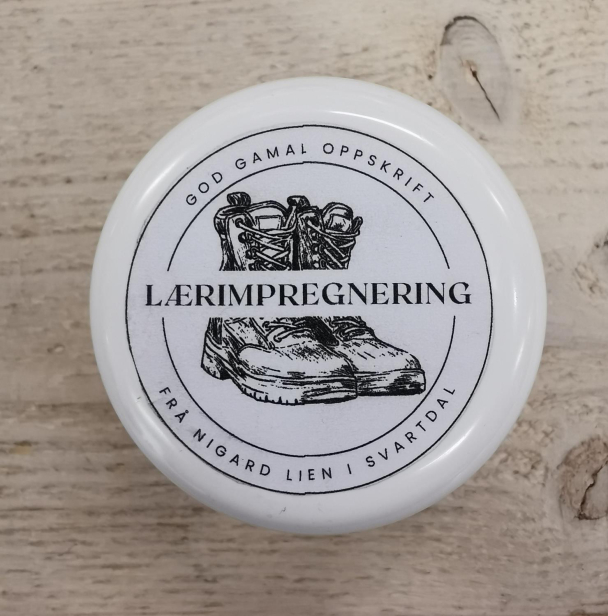 GOD GAMAL OPPSKRIFT
LÆRIMPREGNERING
FRÅ NIGARD LIEN I SVARTDAL